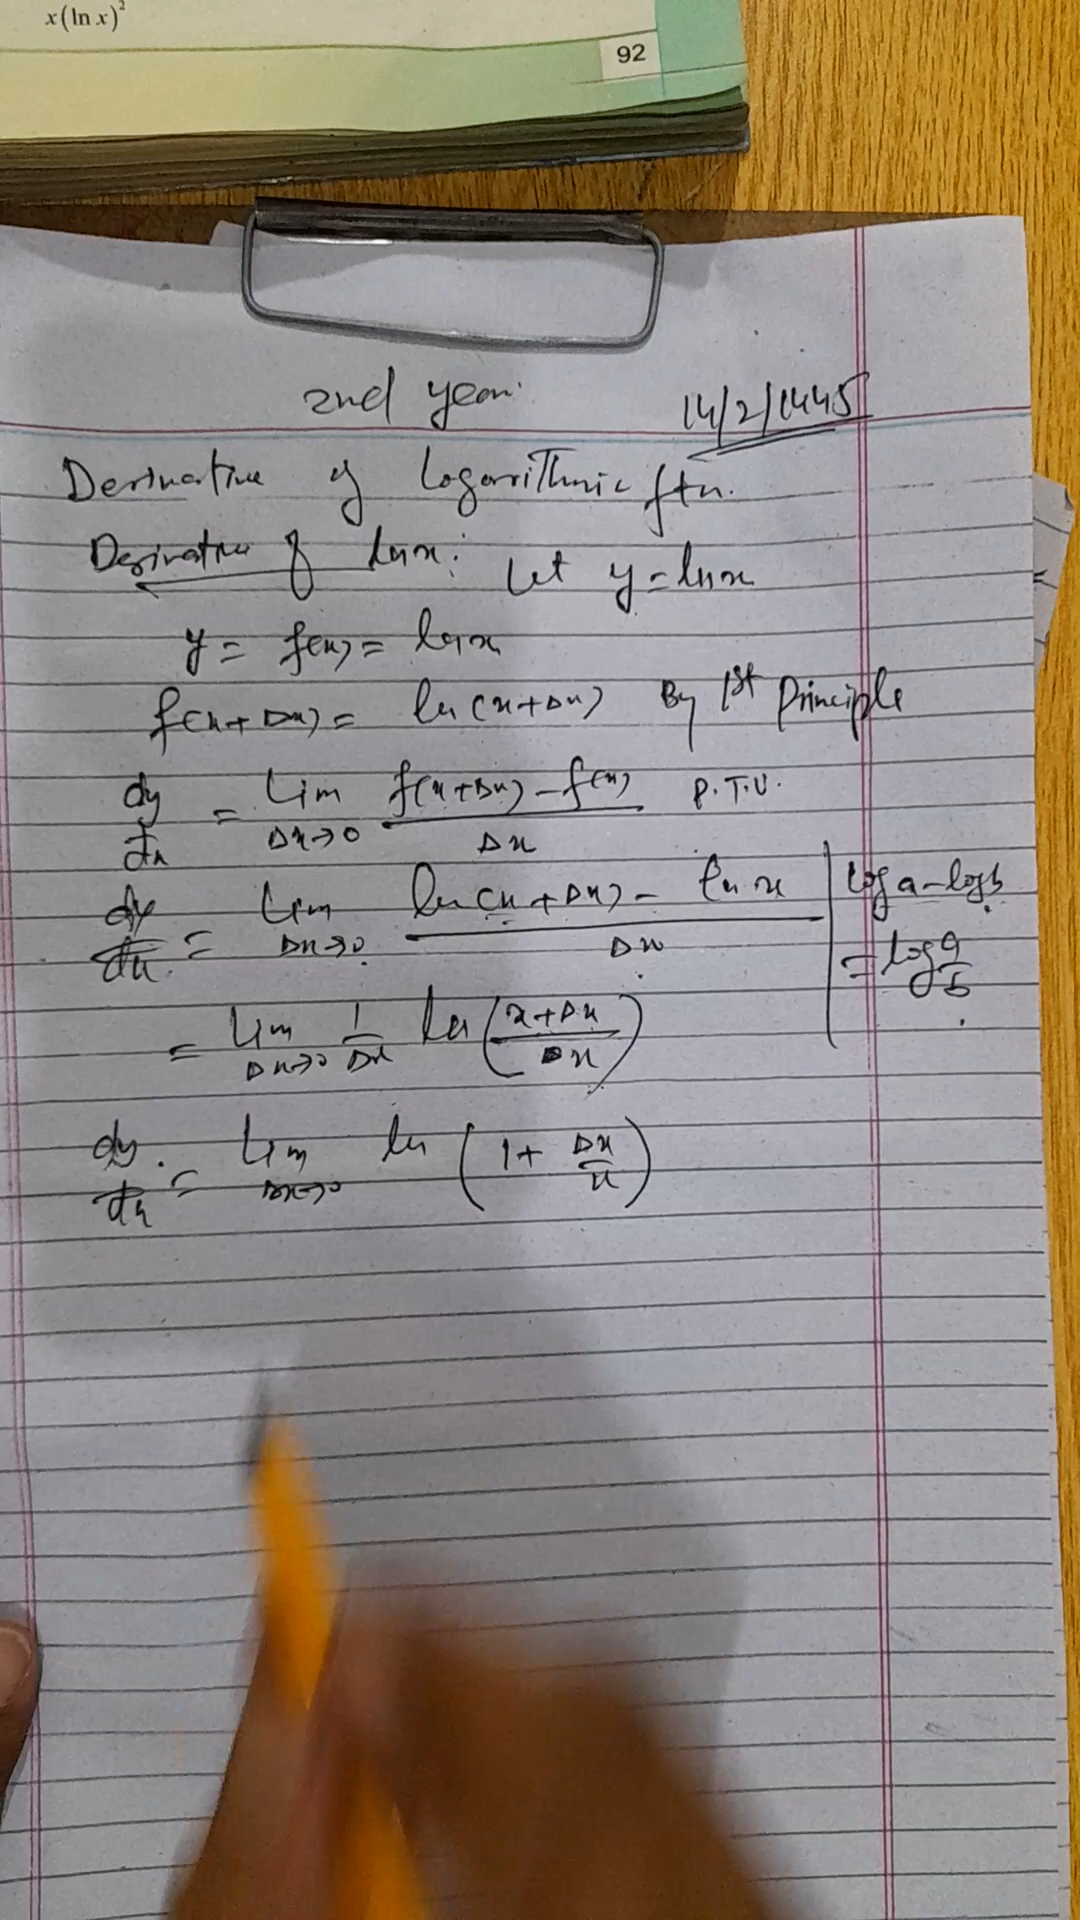 x(ln x)²
92
2nd year
14/2/1445
Derivative of Logarithmic ftn.
Derivative of lnx: Let y=lnx
y = f(x) = lnx
f(x+Δx) = ln(x+Δx) By 1st Principle
dy/dx = Lim Δx→0 f(x+Δx)-f(x)/Δx P.T.V.
dy/dx = Lim Δx→0 ln(x+Δx) - ln x/Δx | log a-log b
= log a/b
= Lim Δx→0 1/Δx ln(x+Δx/x)
dy/dx = Lim Δx→0 ln(1+ Δx/x)